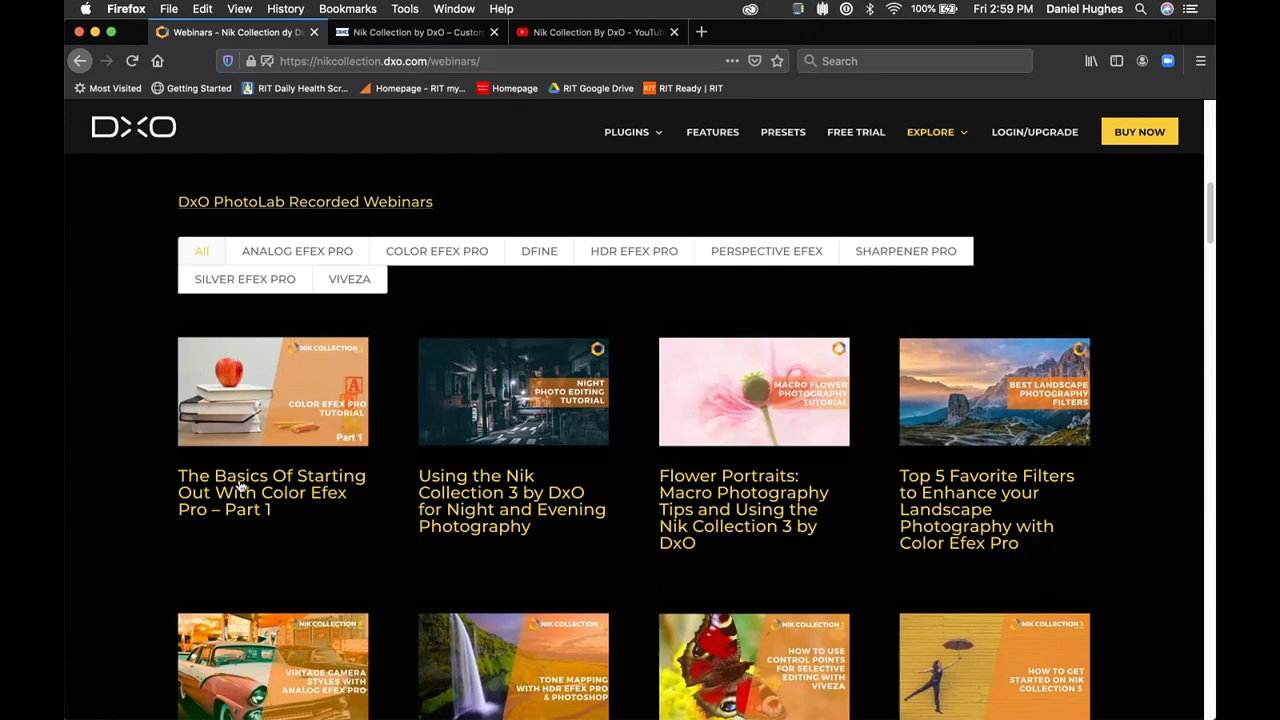 Firefox File Edit View History Bookmarks Tools Window Help 100% Fri 2:59 PM Daniel Hughes
Webinars - Nik Collection by D
Nik Collection by DxO – Custom
Nik Collection By DxO - YouTu
https://nikcollection.dxo.com/webinars/
Search
Most Visited Getting Started RIT Daily Health Scr... Homepage - RIT my... Homepage RIT Google Drive RIT Ready | RIT
DXO
PLUGINS FEATURES PRESETS FREE TRIAL EXPLORE LOGIN/UPGRADE BUY NOW
DxO PhotoLab Recorded Webinars
All ANALOG EFEX PRO COLOR EFEX PRO DFINE HDR EFEX PRO PERSPECTIVE EFEX SHARPENER PRO
SILVER EFEX PRO VIVEZA
NIK COLLECTION 3
COLOR EFEX PRO
TUTORIAL
Part 1
NIGHT
PHOTO EDITING
TUTORIAL
MACRO FLOWER
PHOTOGRAPHY
TUTORIAL
BEST LANDSCAPE
PHOTOGRAPHY
FILTERS
The Basics Of Starting
Out With Color Efex
Pro – Part 1
Using the Nik
Collection 3 by DxO
for Night and Evening
Photography
Flower Portraits:
Macro Photography
Tips and Using the
Nik Collection 3 by
DxO
Top 5 Favorite Filters
to Enhance your
Landscape
Photography with
Color Efex Pro
NIK COLLECTION 3
VINTAGE CAMERA
STYLES WITH
ANALOG EFEX PRO
NIK COLLECTION 3
TONE MAPPING
WITH HDR EFEX PRO
& PHOTOSHOP
NIK COLLECTION 3
HOW TO USE
CONTROL POINTS
FOR SELECTIVE
EDITING WITH
VIVEZA
NIK COLLECTION 3
HOW TO GET
STARTED ON NIK
COLLECTION 3